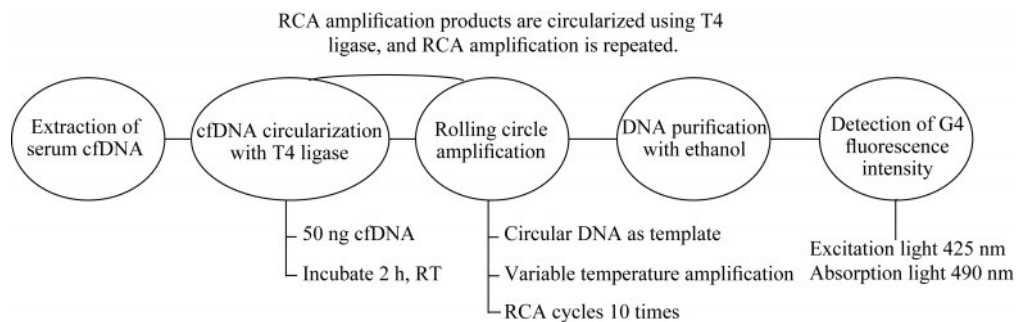 RCA amplification products are circularized using T4
ligase, and RCA amplification is repeated.
Extraction of
serum cfDNA
cfDNA circularization
with T4 ligase
Rolling circle
amplification
DNA purification
with ethanol
Detection of G4
fluorescence
intensity
50 ng cfDNA
Incubate 2 h, RT
Circular DNA as template
Variable temperature amplification
RCA cycles 10 times
Excitation light 425 nm
Absorption light 490 nm